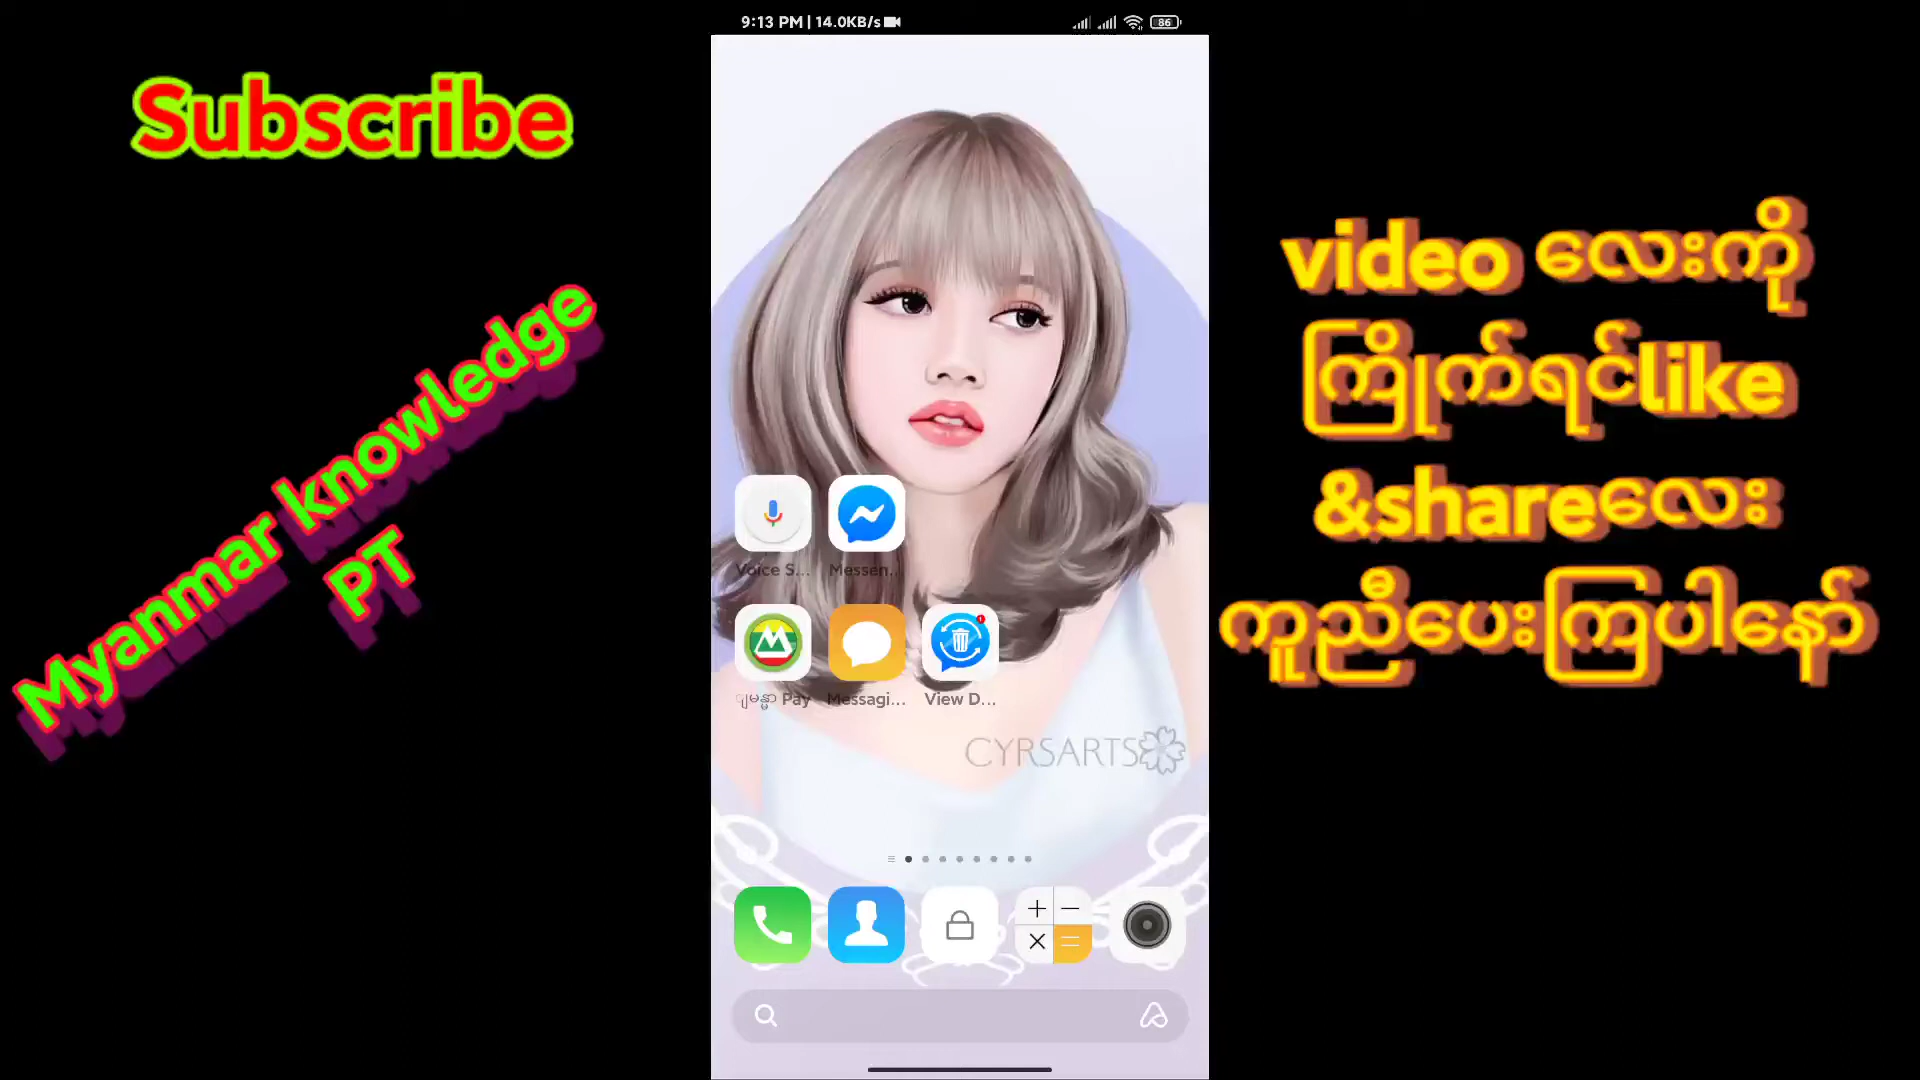 9:13 PM | 14.0KB/s
86
Subscribe
Myanmar knowledge
PT
video လေးကို
ကြိုက်ရင်like
&shareလေး
ကူညီပေးကြပါနော်
Voice S...
Messen...
Pay
Messagi...
View D...
CYRSARTS